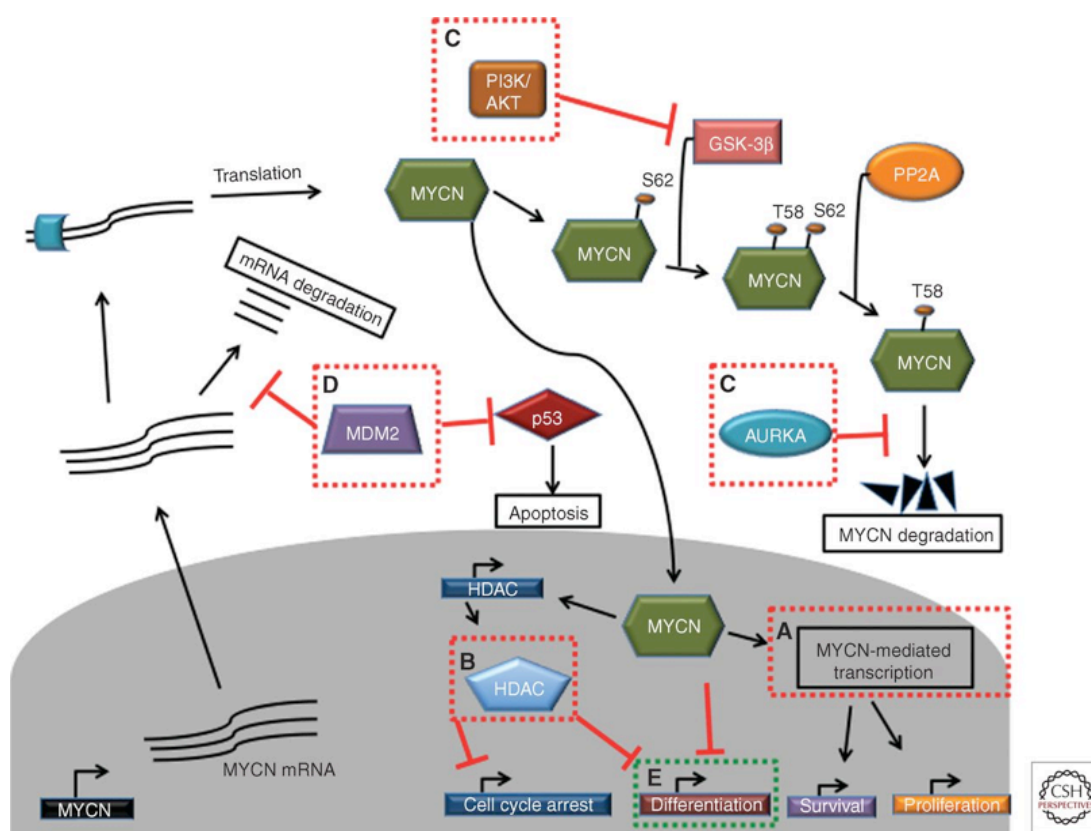 C
PI3K/
AKT
GSK-3β
PP2A
Translation
S62
MYCN
T58 S62
MYCN
MYCN
mRNA degradation
T58
MYCN
D
MDM2
p53
C
AURKA
Apoptosis
MYCN degradation
HDAC
MYCN
A
MYCN-mediated
transcription
B
HDAC
MYCN mRNA
E
MYCN
Cell cycle arrest
Differentiation
Survival
Proliferation
CSH
PERSPECTIVES